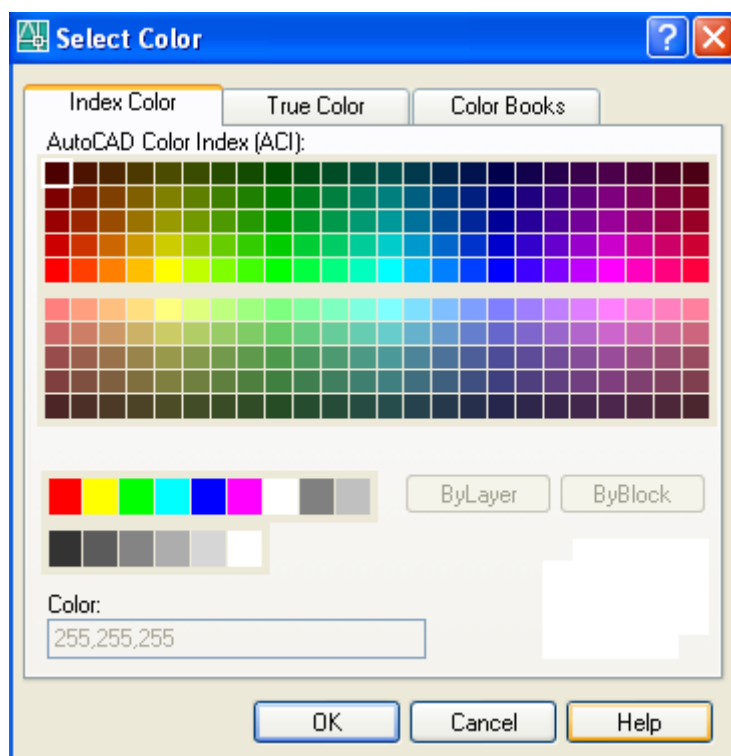 Select Color
Index Color True Color Color Books
AutoCAD Color Index (ACI):
ByLayer ByBlock
Color:
255,255,255
OK Cancel Help